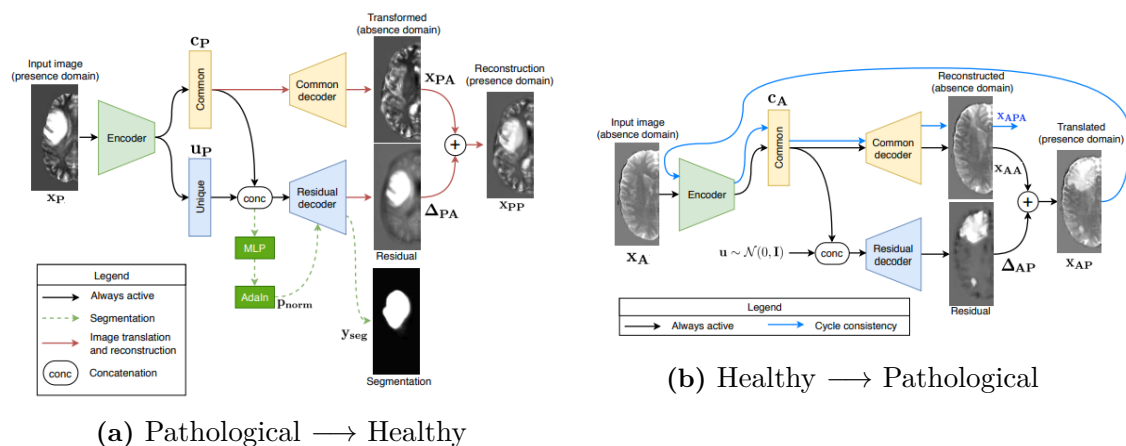 Input image
(presence domain)
x_P
Encoder
c_P
Common
u_P
Unique
conc
MLP
AdaIn
p_norm
Common
decoder
Residual
decoder
Transformed
(absence domain)
x_PA
Δ_PA
Residual
y_seg
Segmentation
+
Reconstruction
(presence domain)
x_PP
Legend
Always active
Segmentation
Image translation
and reconstruction
conc
Concatenation
(a) Pathological ⟶ Healthy
Input image
(absence domain)
x_A
Encoder
c_A
Common
u ∼ N(0, I)
conc
Common
decoder
Residual
decoder
Reconstructed
(absence domain)
x_APA
x_AA
+
Δ_AP
Residual
Translated
(presence domain)
x_AP
Legend
Always active
Cycle consistency
(b) Healthy ⟶ Pathological